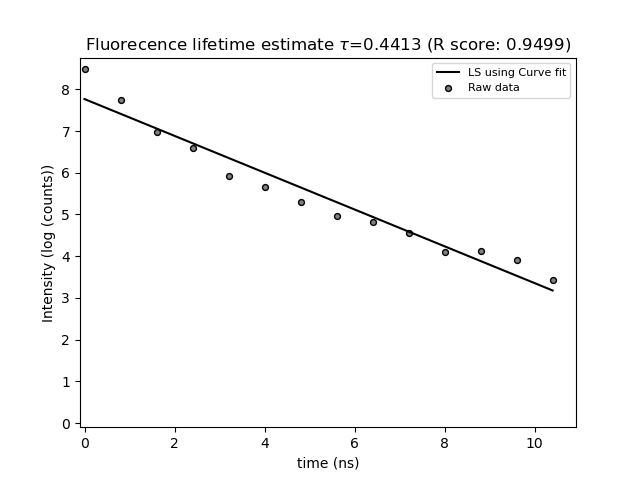 Fluorecence lifetime estimate τ=0.4413 (R score: 0.9499)
LS using Curve fit
Raw data
Intensity (log (counts))
8
7
6
5
4
3
2
1
0
0 2 4 6 8 10
time (ns)